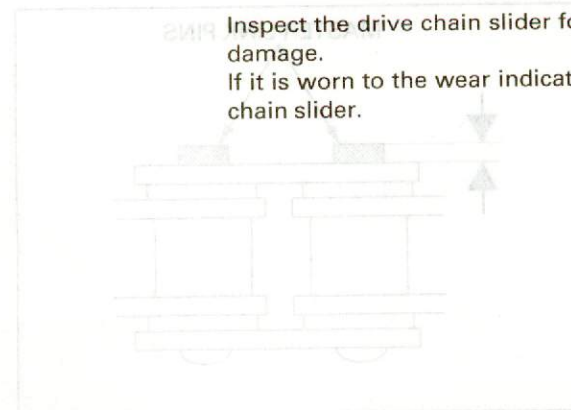 Inspect the drive chain slider fo
damage.
If it is worn to the wear indicat
chain slider.